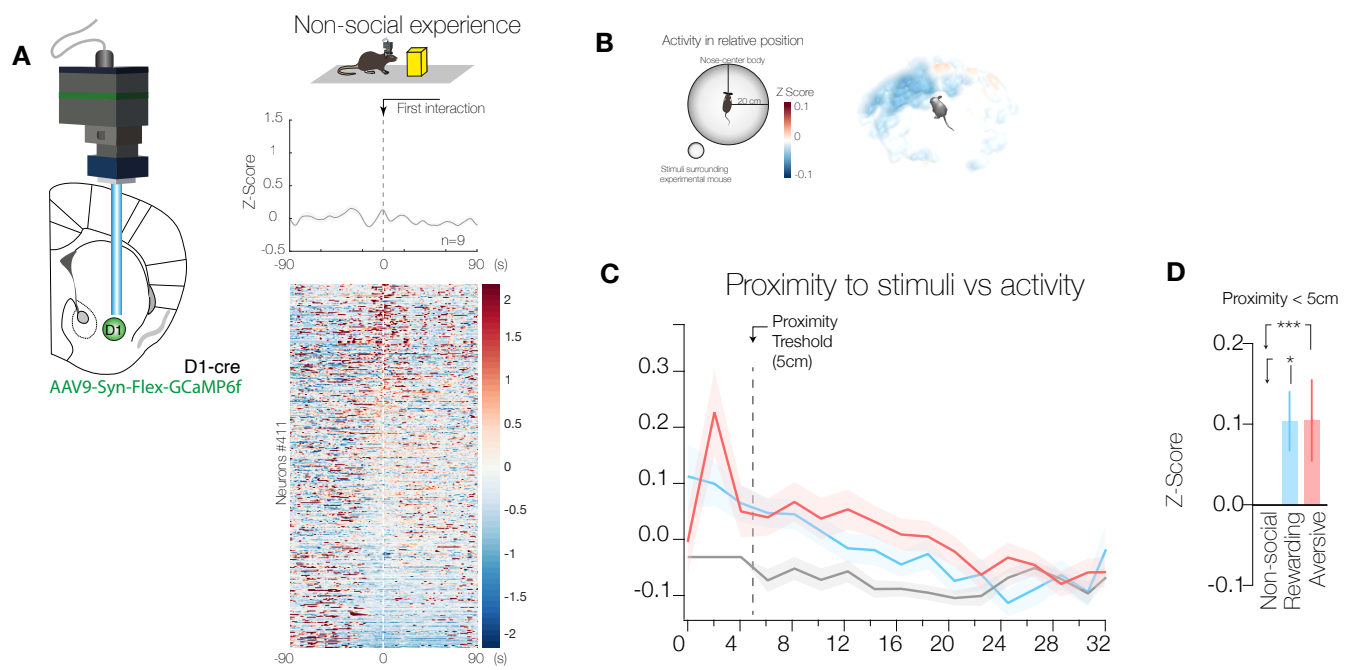 A
Non-social experience
First interaction
1.5
1
0.5
0
-0.5
Z-Score
n=9
-90
0
90
(s)
D1
D1-cre
AAV9-Syn-Flex-GCaMP6f
Neurons #411
2
1.5
1
0.5
0
-0.5
-1
-1.5
-2
-90
0
90
(s)
B
Activity in relative position
Nose-center body
20 cm
Stimuli surrounding
experimental mouse
Z Score
0.1
0
-0.1
C
Proximity to stimuli vs activity
Proximity
Treshold
(5cm)
0.3
0.2
0.1
0.0
-0.1
0
4
8
12
16
20
24
28
32
D
Proximity < 5cm
***
*
0.2
0.1
0.0
-0.1
Z-Score
Non-social
Rewarding
Aversive